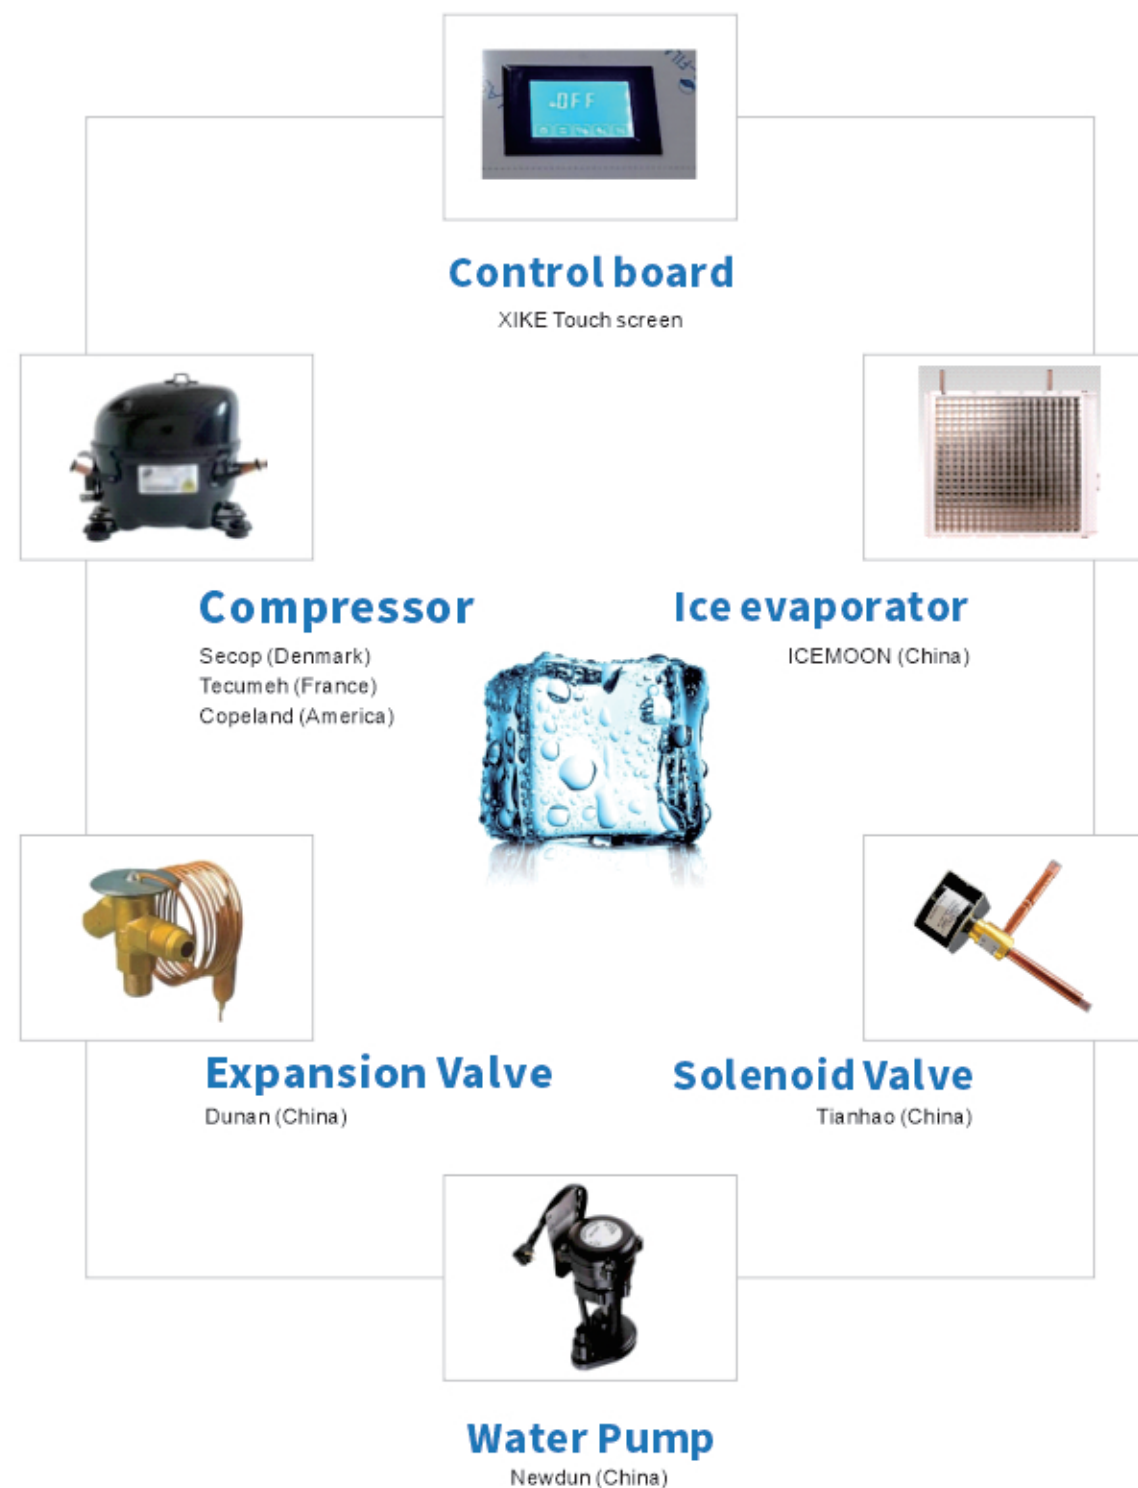 OFF
Control board
XIKE Touch screen
Compressor
Secop (Denmark)
Tecumeh (France)
Copeland (America)
Ice evaporator
ICEMOON (China)
Expansion Valve
Dunan (China)
Solenoid Valve
Tianhao (China)
Water Pump
Newdun (China)